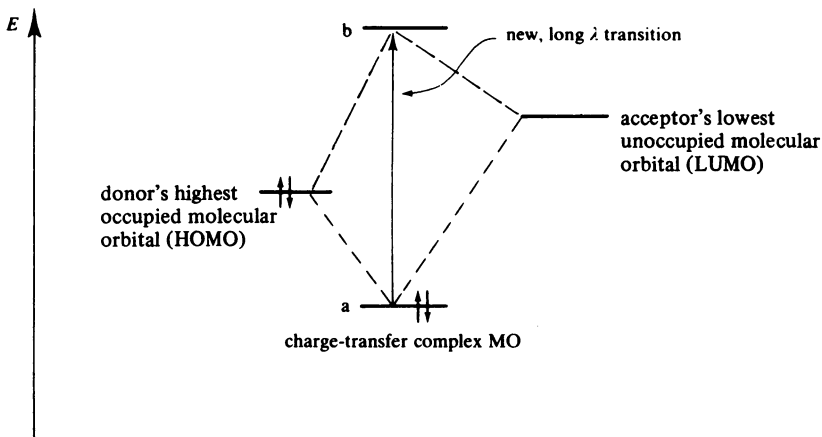 E
b
new, long λ transition
acceptor's lowest
unoccupied molecular
orbital (LUMO)
donor's highest
occupied molecular
orbital (HOMO)
a
charge-transfer complex MO